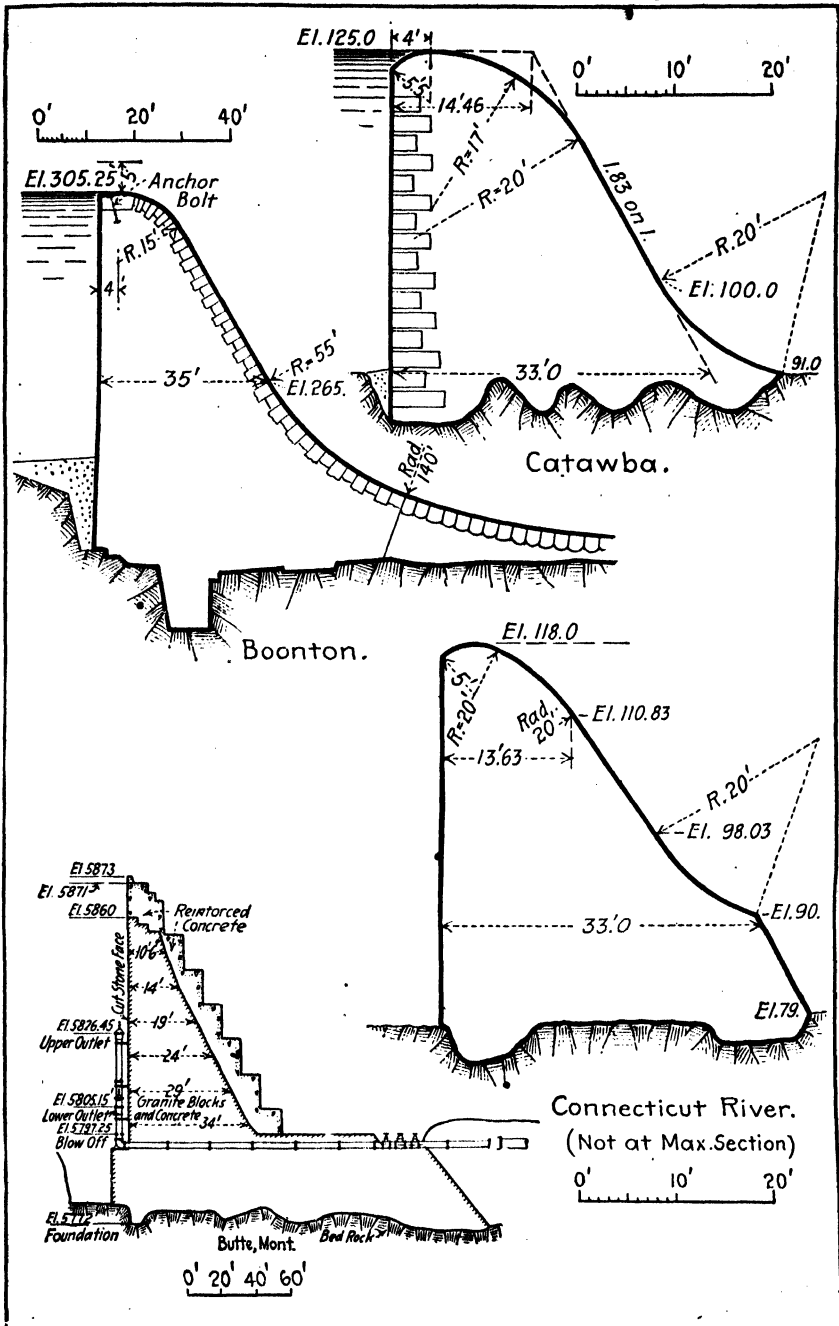 El. 125.0
4'
5.5'
14'.46
R=17'
R=20'
1.83 on 1.
R.20'
El. 100.0
33'.0
91.0
Catawba.
0' 10' 20'
0' 20' 40'
El. 305.25
5'
Anchor
Bolt
R.15'
4'
35'
R=55'
El. 265.
Rad.
140'
Boonton.
El. 118.0
5'
R=20'
Rad.
20'
El. 110.83
13'.63
R.20'
El. 98.03
33'.0
El. 90.
El. 79.
Connecticut River.
(Not at Max. Section)
0' 10' 20'
El. 5873
El. 5871
El. 5860
Reinforced
Concrete
Cut Stone Face
10'6"
14'
19'
El. 5826.45
Upper Outlet
24'
29'
El. 5805.15'
Lower Outlet
Granite Blocks
and Concrete
34'
El. 5797.25
Blow Off
El. 5772
Foundation
Butte, Mont.
Bed Rock
0' 20' 40' 60'